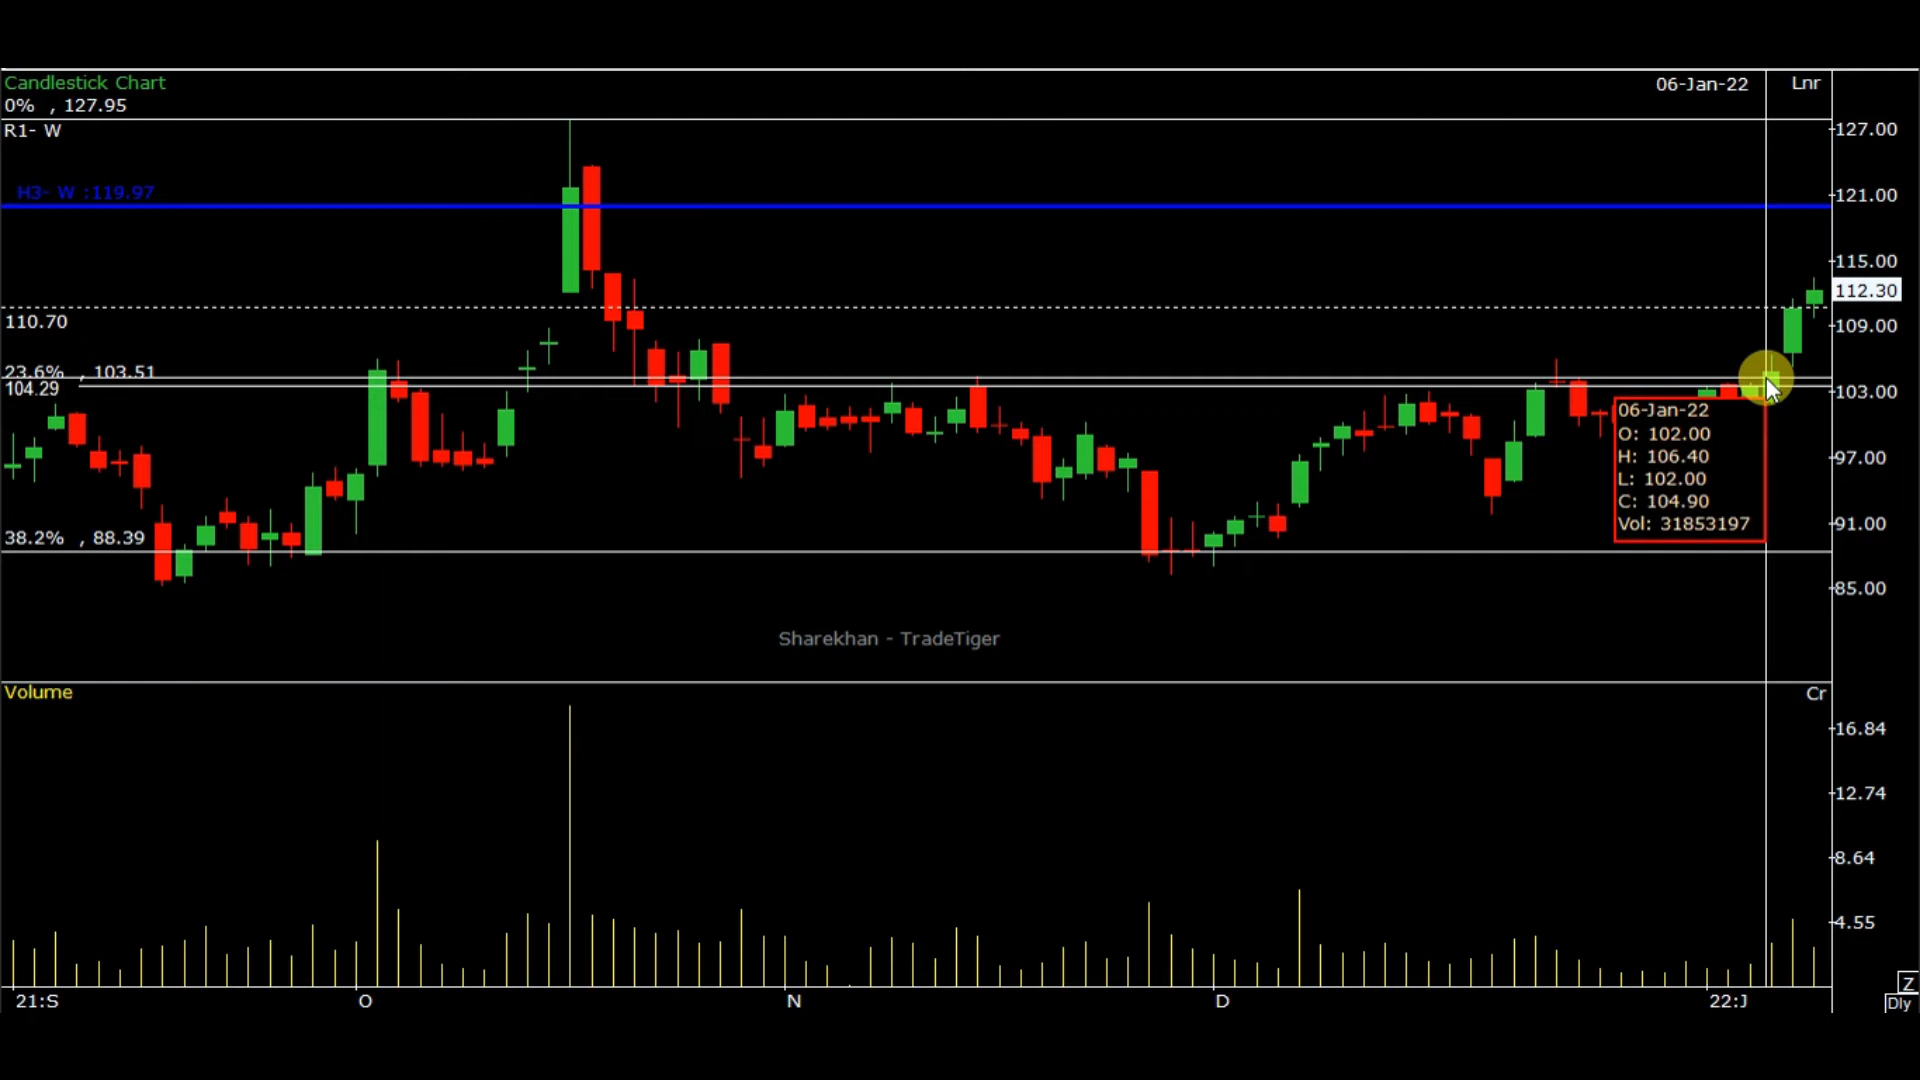 Candlestick Chart
06-Jan-22
Lnr
0% , 127.95
R1- W
127.00
H3- W :119.97
121.00
115.00
112.30
110.70
109.00
23.6% , 103.51
104.29
103.00
06-Jan-22
O: 102.00
H: 106.40
L: 102.00
C: 104.90
Vol: 31853197
97.00
91.00
38.2% , 88.39
85.00
Sharekhan - TradeTiger
Volume
Cr
16.84
12.74
8.64
4.55
Z
21:S O N D 22:J
Dly